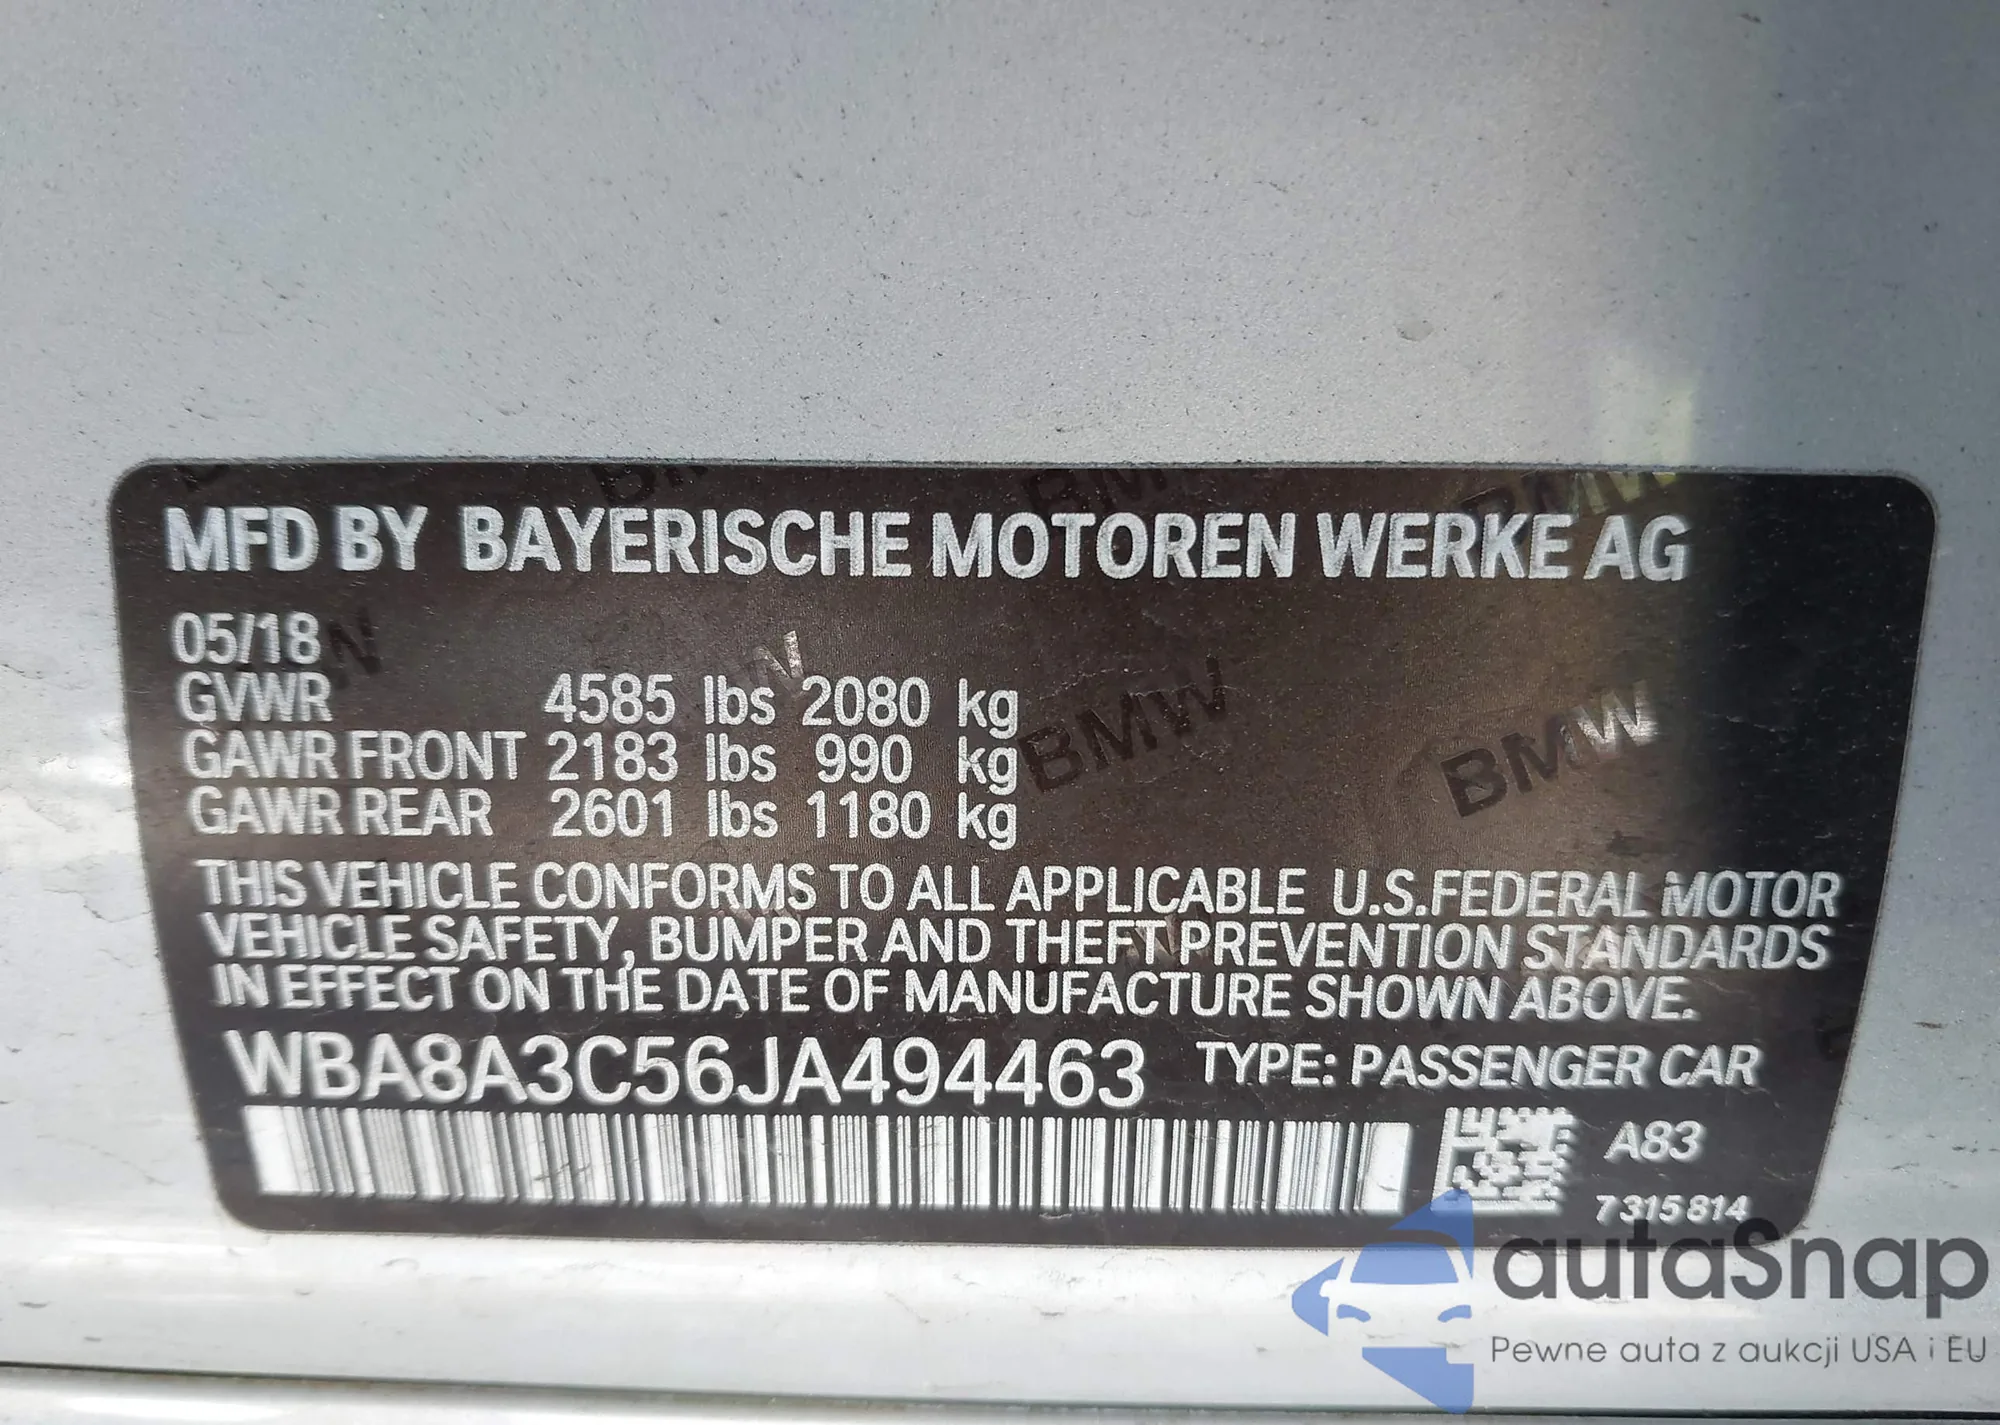 MFD BY BAYERISCHE MOTOREN WERKE AG
05/18
GVWR 4585 lbs 2080 kg
GAWR FRONT 2183 lbs 990 kg
GAWR REAR 2601 lbs 1180 kg
THIS VEHICLE CONFORMS TO ALL APPLICABLE U.S.FEDERAL MOTOR
VEHICLE SAFETY, BUMPER AND THEFT PREVENTION STANDARDS
IN EFFECT ON THE DATE OF MANUFACTURE SHOWN ABOVE.
WBA8A3C56JA494463 TYPE: PASSENGER CAR
A83
7315814
BMW BMW
autaSnap
Pewne auta z aukcji USA i EU